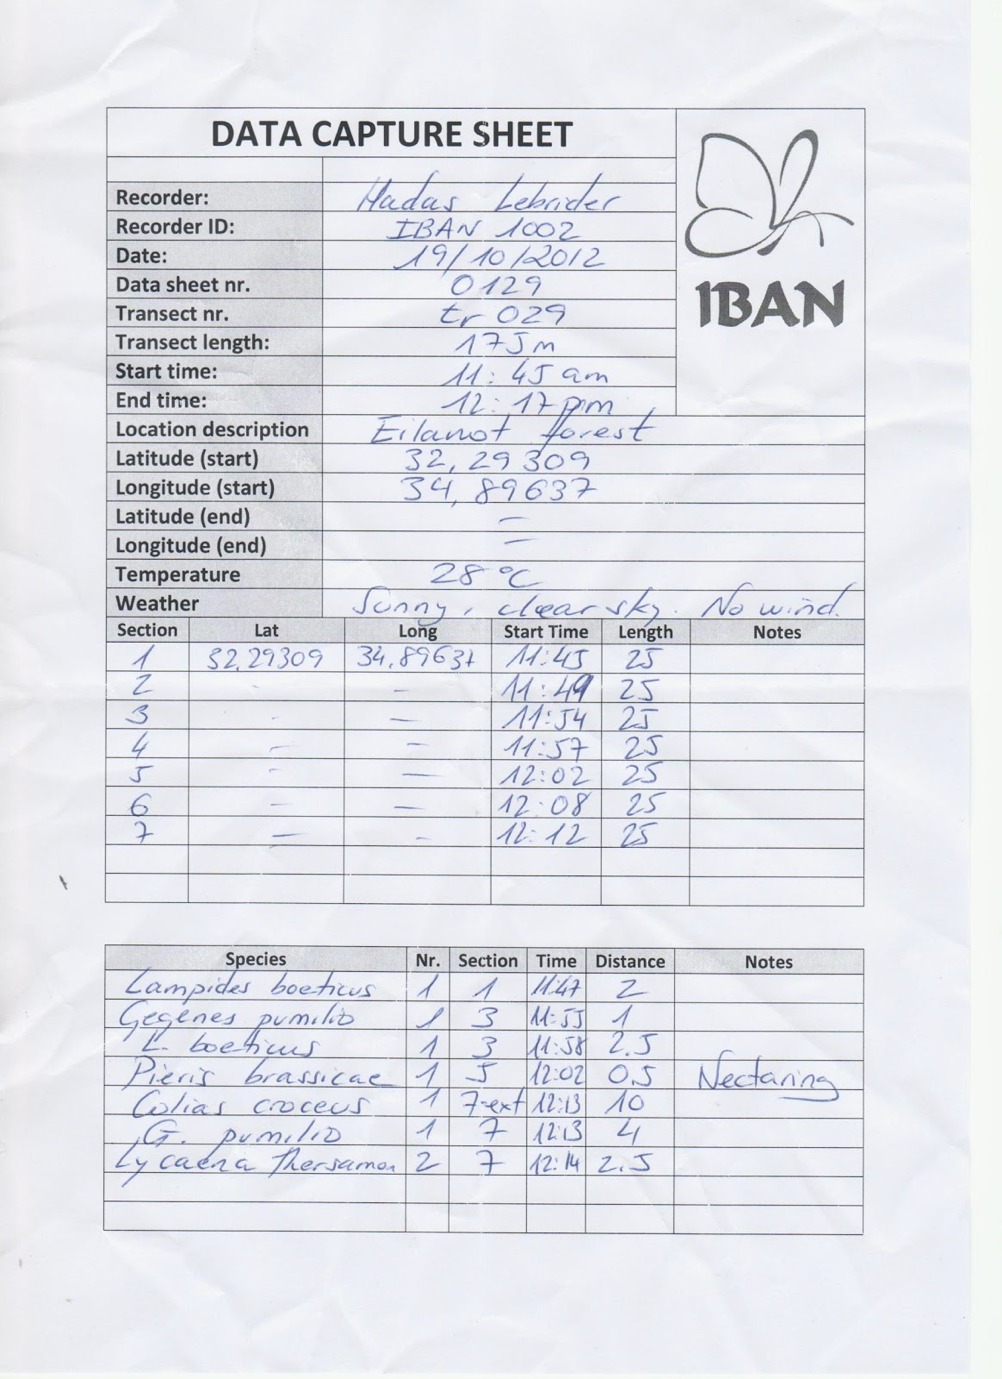 DATA CAPTURE SHEET
IBAN
Recorder: Hadas Lebrider
Recorder ID: IBAN 1002
Date: 19/10/2012
Data sheet nr. 0129
Transect nr. tr 029
Transect length: 175m
Start time: 11:45 am
End time: 12:17 pm
Location description Eilanot forest
Latitude (start) 32,29309
Longitude (start) 34,89637
Latitude (end) —
Longitude (end) —
Temperature 28°C
Weather Sunny, clear sky. No wind.
Section Lat Long Start Time Length Notes
1 32,29309 34,89637 11:45 25
2 - — 11:49 25
3 - — 11:54 25
4 — — 11:57 25
5 - — 12:02 25
6 — — 12:08 25
7 — - 12:12 25
Species Nr. Section Time Distance Notes
Lampides boeticus 1 1 11:47 2
Gegenes pumilio 1 3 11:55 1
L. boeticus 1 3 11:58 2.5
Pieris brassicae 1 5 12:02 0.5 Nectaring
Colias croceus 1 7-ext 12:13 10
G. pumilio 1 7 12:13 4
Lycaena thersamon 2 7 12:14 2.5